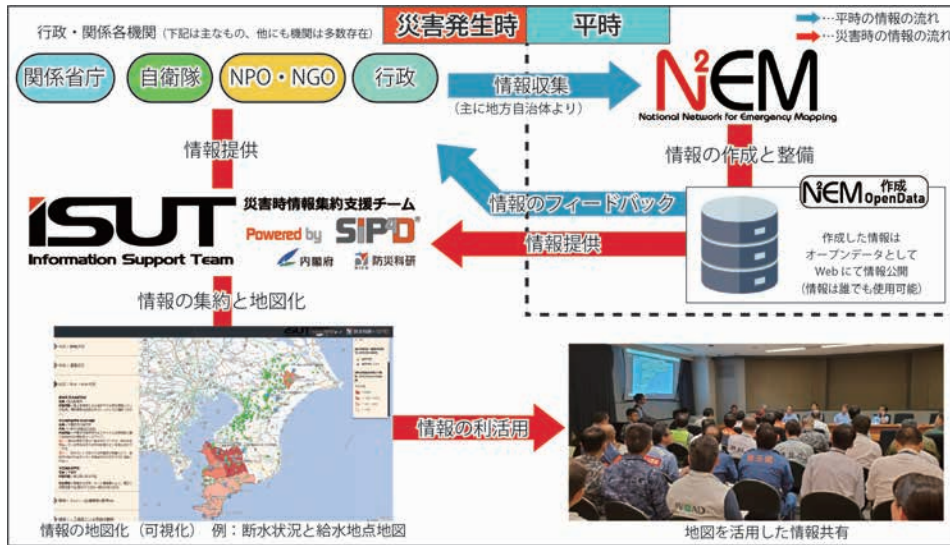 災害発生時
平時
行政・関係各機関(下記は主なもの、他にも機関は多数存在)
…平時の情報の流れ
…災害時の情報の流れ
関係省庁
自衛隊
NPO・NGO
行政
情報収集
(主に地方自治体より)
N2EM
National Network for Emergency Mapping
情報提供
情報の作成と整備
ISUT
Information Support Team
災害時情報集約支援チーム
Powered by SIP4D
内閣府
防災科研
情報のフィードバック
情報提供
N2EM 作成
OpenData
作成した情報は
オープンデータとして
Webにて情報公開
(情報は誰でも使用可能)
情報の集約と地図化
ISUT
情報の利活用
情報の地図化(可視化) 例:断水状況と給水地点地図
地図を活用した情報共有